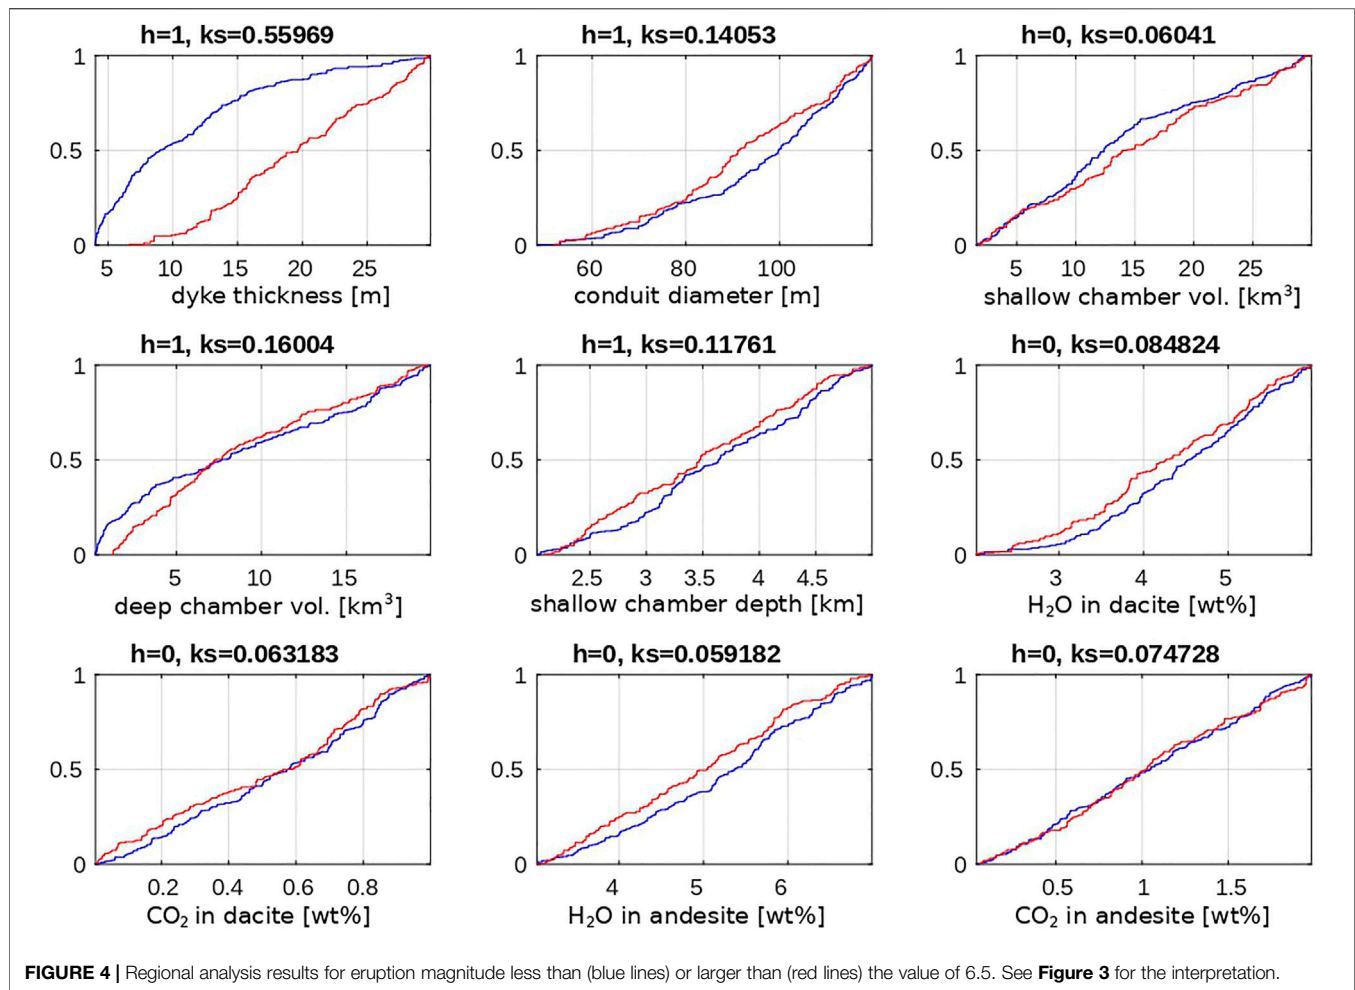 h=1, ks=0.55969
h=1, ks=0.14053
h=0, ks=0.06041
1
0.5
0
5 10 15 20 25
dyke thickness [m]
1
0.5
0
60 80 100
conduit diameter [m]
1
0.5
0
5 10 15 20 25
shallow chamber vol. [km³]
h=1, ks=0.16004
h=1, ks=0.11761
h=0, ks=0.084824
1
0.5
0
5 10 15
deep chamber vol. [km³]
1
0.5
0
2.5 3 3.5 4 4.5
shallow chamber depth [km]
1
0.5
0
3 4 5
H₂O in dacite [wt%]
h=0, ks=0.063183
h=0, ks=0.059182
h=0, ks=0.074728
1
0.5
0
0.2 0.4 0.6 0.8
CO₂ in dacite [wt%]
1
0.5
0
4 5 6
H₂O in andesite [wt%]
1
0.5
0
0.5 1 1.5
CO₂ in andesite [wt%]
FIGURE 4 | Regional analysis results for eruption magnitude less than (blue lines) or larger than (red lines) the value of 6.5. See Figure 3 for the interpretation.